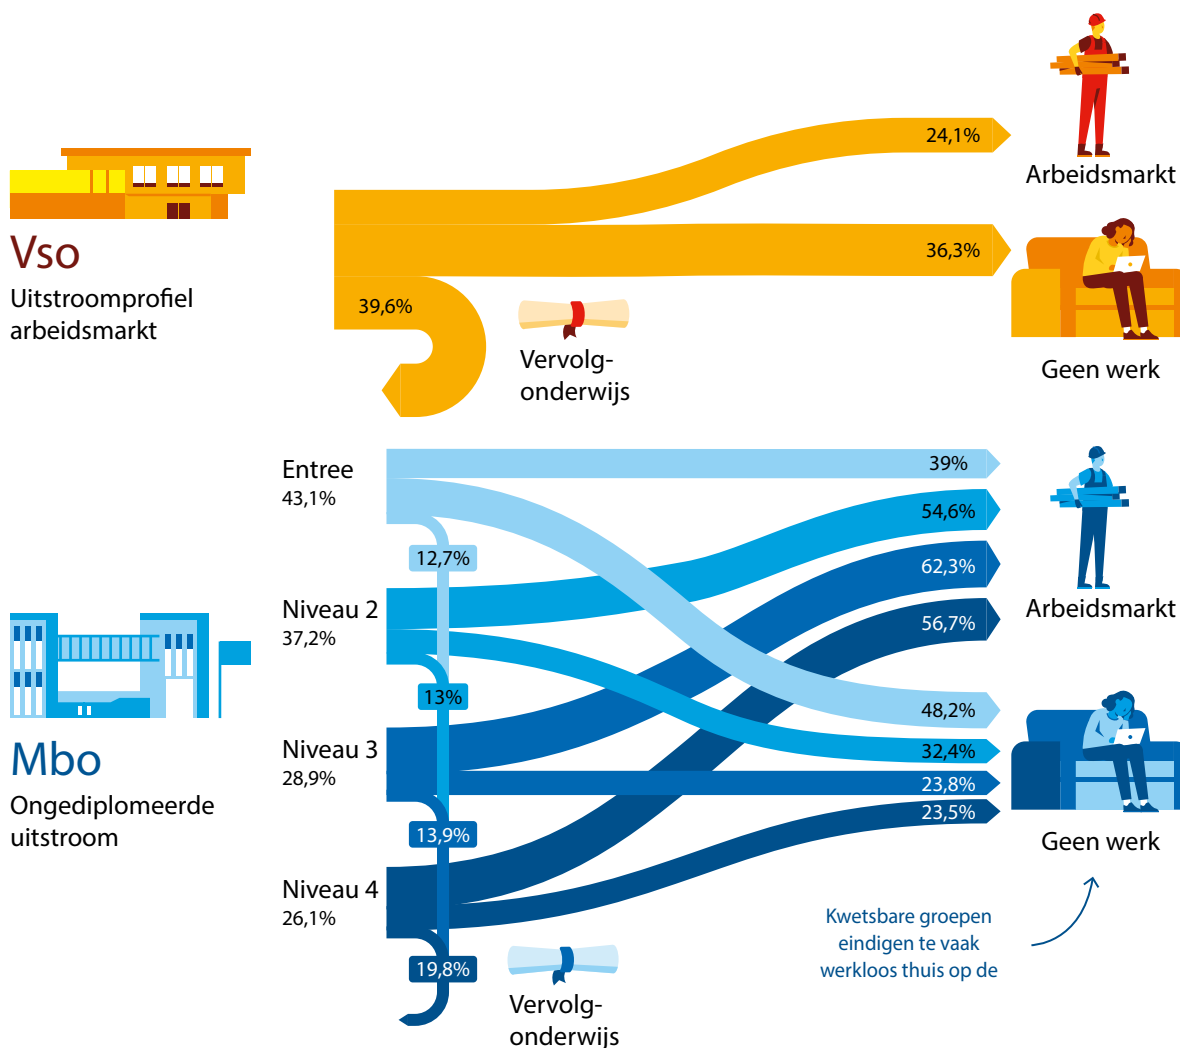 24,1%
Arbeidsmarkt
Vso
Uitstroomprofiel
arbeidsmarkt
36,3%
39,6%
Vervolg-
onderwijs
Geen werk
Entree
43,1%
39%
54,6%
12,7%
62,3%
Niveau 2
37,2%
56,7%
Arbeidsmarkt
13%
48,2%
Niveau 3
28,9%
32,4%
23,8%
23,5%
Mbo
Ongediplomeerde
uitstroom
13,9%
Geen werk
Niveau 4
26,1%
Kwetsbare groepen
eindigen te vaak
werkloos thuis op de
19,8%
Vervolg-
onderwijs